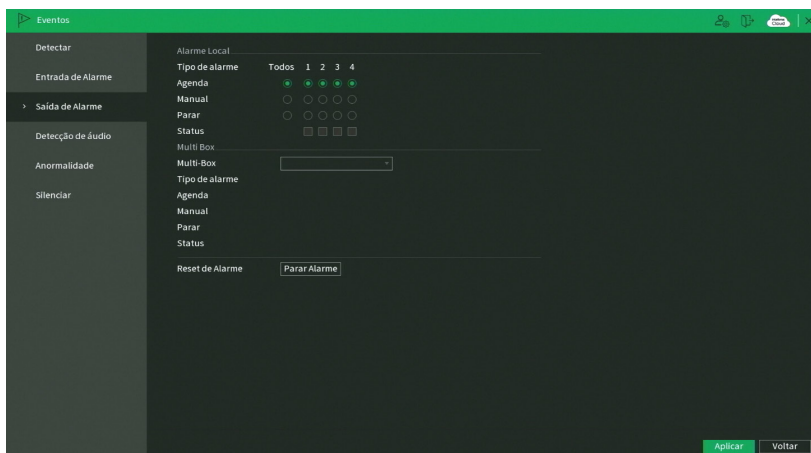 Eventos
intelbras Cloud
Detectar
Entrada de Alarme
Saída de Alarme
Detecção de áudio
Anormalidade
Silenciar
Alarme Local
Tipo de alarme Todos 1 2 3 4
Agenda
Manual
Parar
Status
Multi Box
Multi-Box
Tipo de alarme
Agenda
Manual
Parar
Status
Reset de Alarme Parar Alarme
Aplicar Voltar